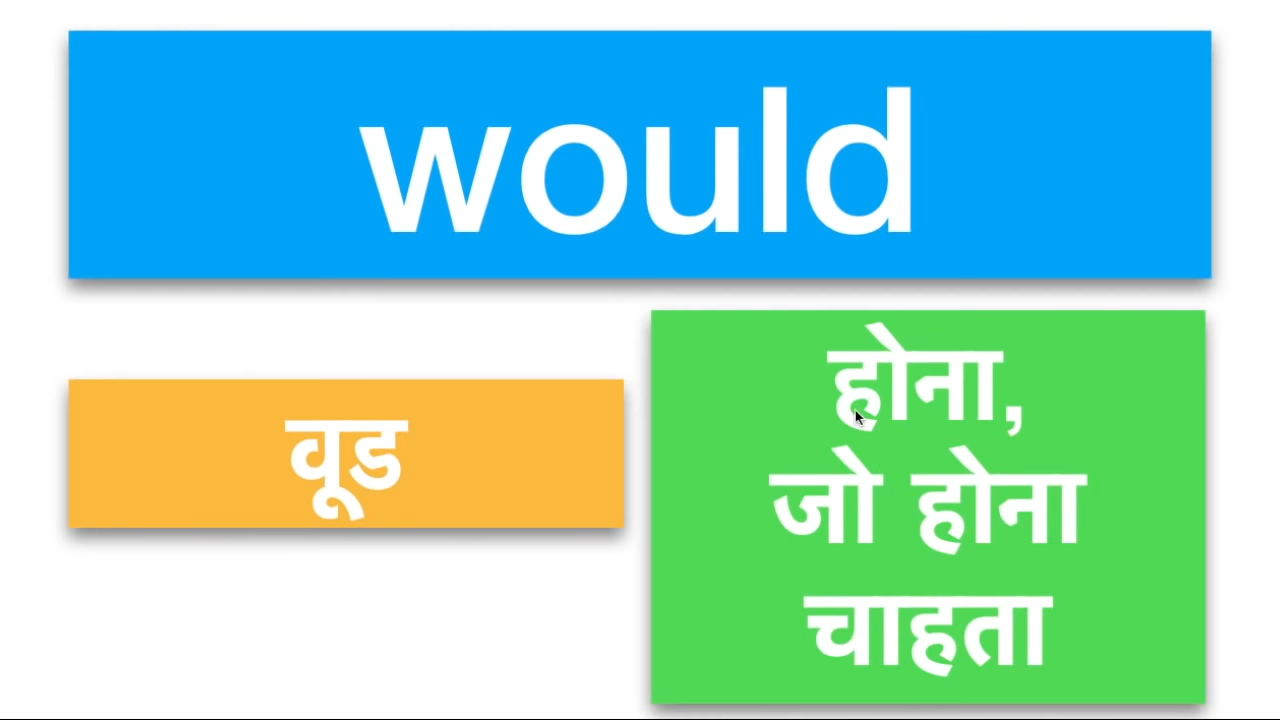 would
वूड
होना,
जो होना
चाहता